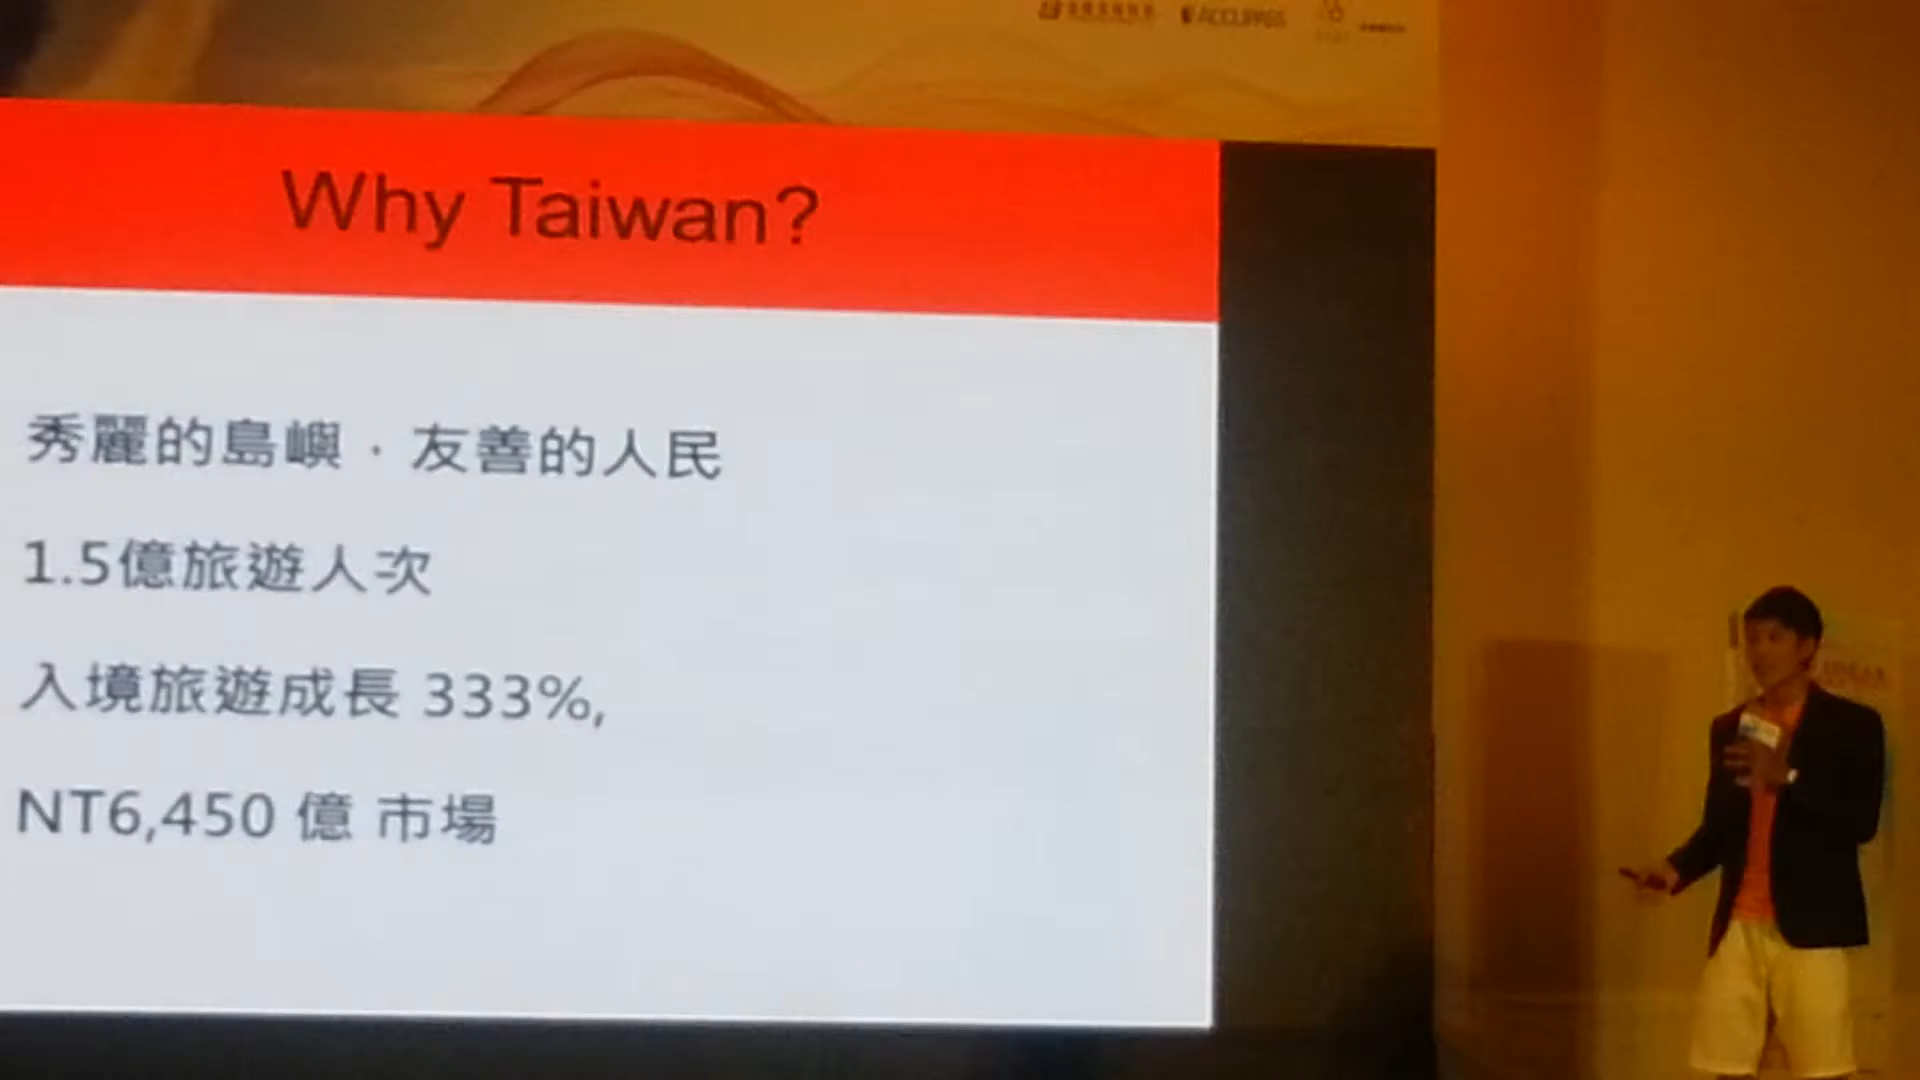 ACCUPASS
Why Taiwan?
秀麗的島嶼．友善的人民
1.5億旅遊人次
入境旅遊成長 333%,
NT6,450 億 市場